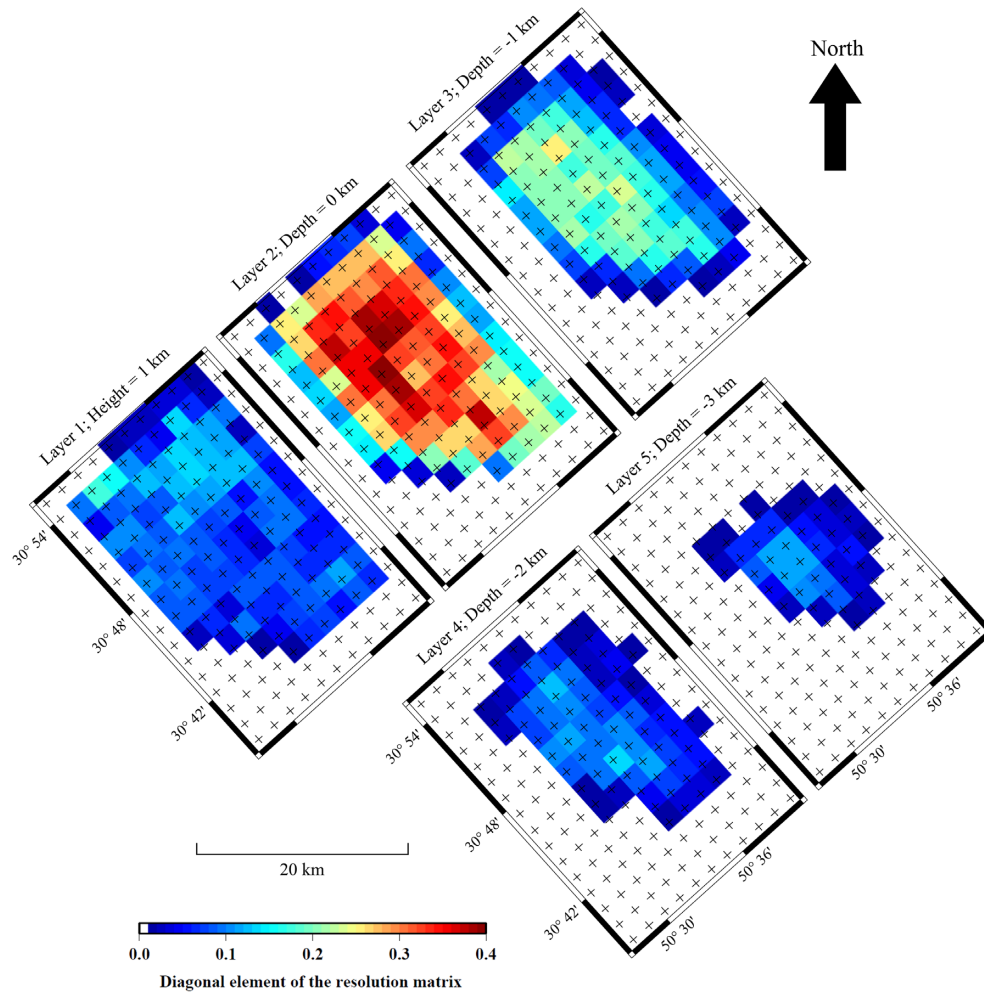 Layer 3; Depth = -1 km
North
Layer 2; Depth = 0 km
Layer 1; Height = 1 km
Layer 5; Depth = -3 km
30° 54'
Layer 4; Depth = -2 km
30° 48'
50° 36'
30° 42'
30° 54'
50° 30'
30° 48'
50° 36'
20 km
30° 42'
50° 30'
0.0 0.1 0.2 0.3 0.4
Diagonal element of the resolution matrix